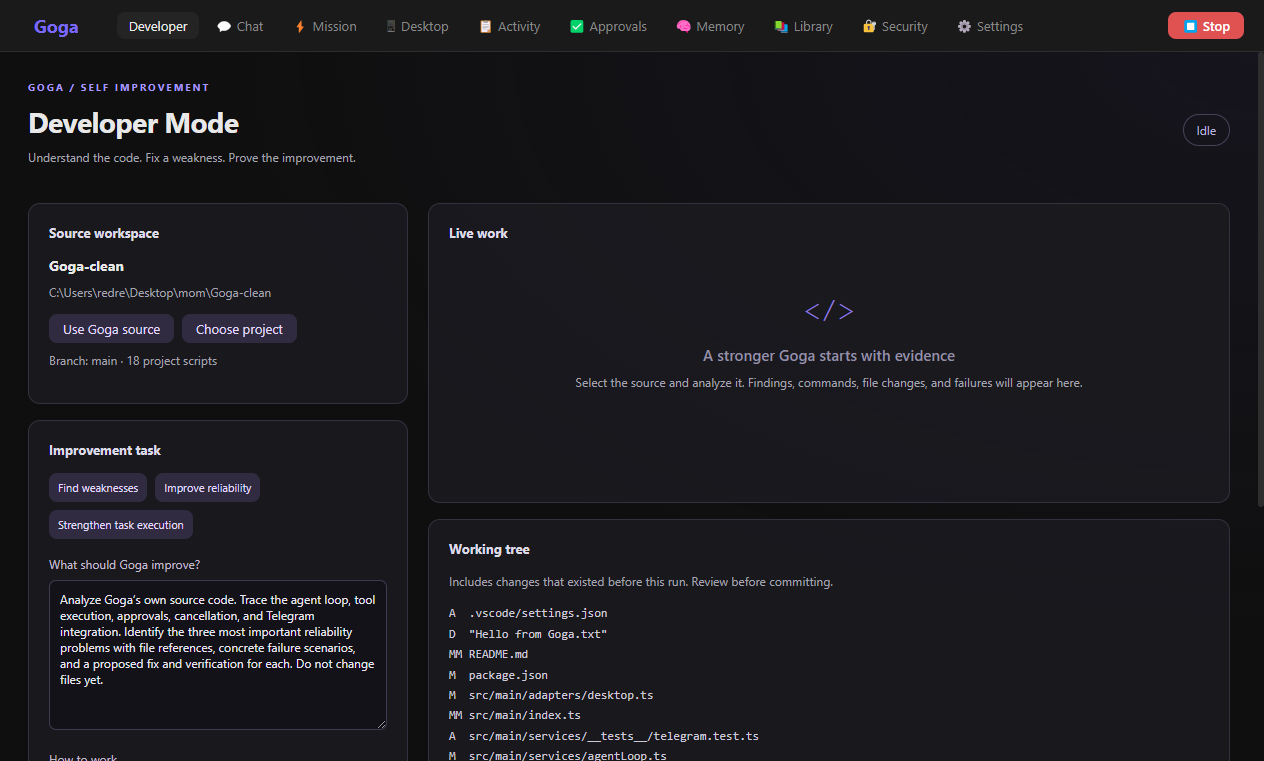 Goga
Developer
Chat
Mission
Desktop
Activity
Approvals
Memory
Library
Security
Settings
Stop
GOGA / SELF IMPROVEMENT
Developer Mode
Understand the code. Fix a weakness. Prove the improvement.
Idle
Source workspace
Goga-clean
C:\Users\redre\Desktop\mom\Goga-clean
Use Goga source
Choose project
Branch: main · 18 project scripts
Improvement task
Find weaknesses
Improve reliability
Strengthen task execution
What should Goga improve?
Analyze Goga's own source code. Trace the agent loop, tool
execution, approvals, cancellation, and Telegram
integration. Identify the three most important reliability
problems with file references, concrete failure scenarios,
and a proposed fix and verification for each. Do not change
files yet.
How to work
Live work
</>
A stronger Goga starts with evidence
Select the source and analyze it. Findings, commands, file changes, and failures will appear here.
Working tree
Includes changes that existed before this run. Review before committing.
A .vscode/settings.json
D "Hello from Goga.txt"
MM README.md
M package.json
M src/main/adapters/desktop.ts
MM src/main/index.ts
A src/main/services/__tests__/telegram.test.ts
M src/main/services/agentLoop.ts